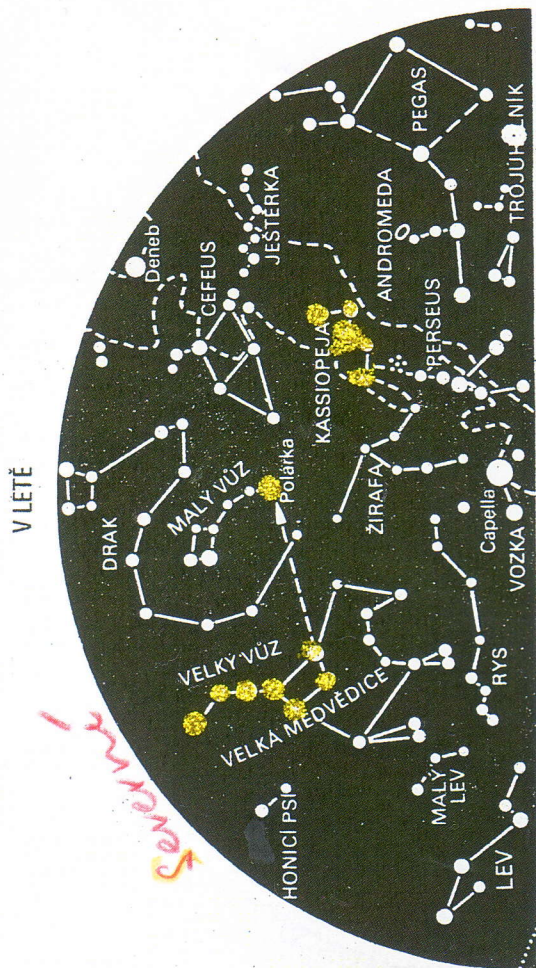 V LÉTĚ
Severní
Deneb
CEFEUS
JEŠTĚRKA
PEGAS
DRAK
MALÝ VŮZ
Polárka
KASSIOPEJA
ANDROMEDA
TROJÚHELNÍK
PERSEUS
ŽIRAFA
VELKÝ VŮZ
VELKÁ MEDVĚDICE
Capella
VOZKA
RYS
HONICÍ PSI
MALÝ
LEV
LEV